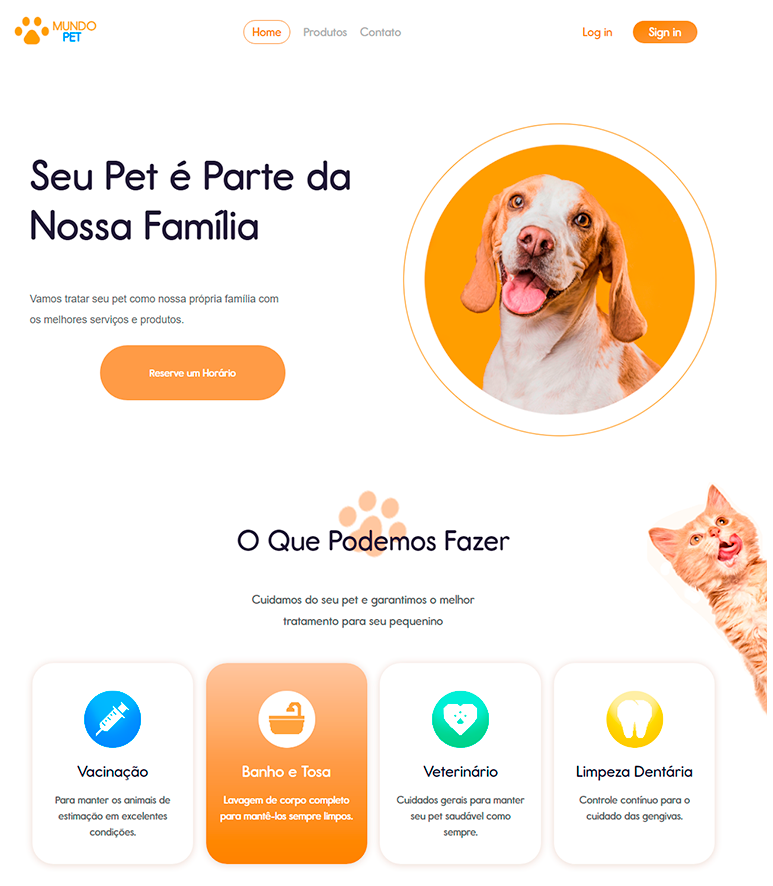 MUNDO
PET
Home Produtos Contato
Log in
Sign in
Seu Pet é Parte da
Nossa Família
Vamos tratar seu pet como nossa própria família com
os melhores serviços e produtos.
Reserve um Horário
O Que Podemos Fazer
Cuidamos do seu pet e garantimos o melhor
tratamento para seu pequenino
Vacinação
Para manter os animais de
estimação em excelentes
condições.
Banho e Tosa
Lavagem de corpo completo
para mantê-los sempre limpos.
Veterinário
Cuidados gerais para manter
seu pet saudável como
sempre.
Limpeza Dentária
Controle contínuo para o
cuidado das gengivas.